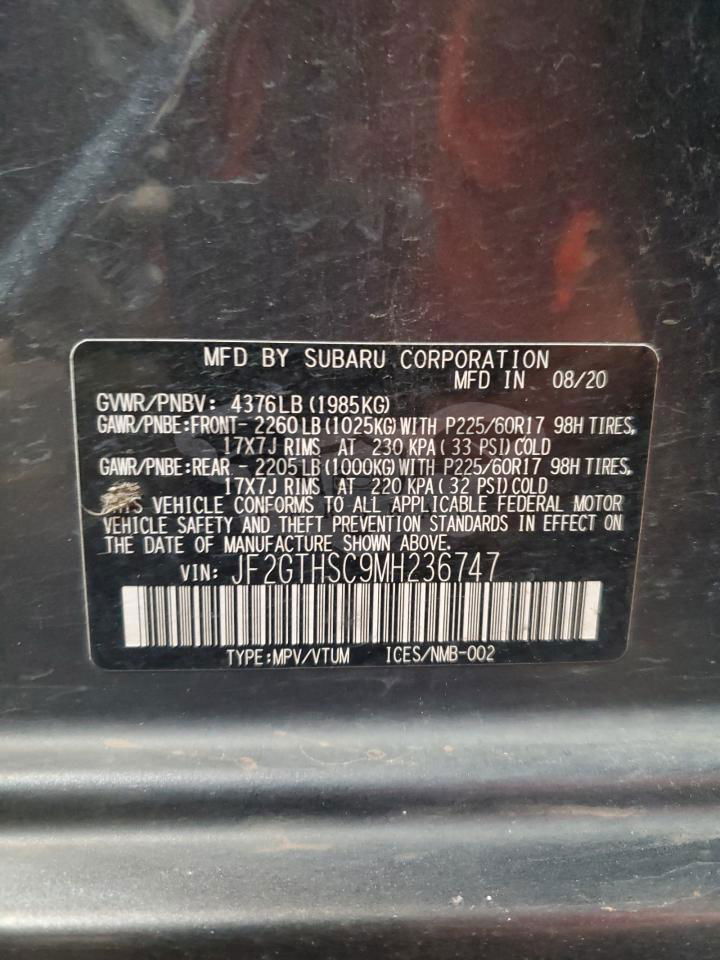 MFD BY SUBARU CORPORATION
MFD IN 08/20
GVWR/PNBV: 4376LB(1985KG)
GAWR/PNBE:FRONT- 2260LB(1025KG)WITH P225/60R17 98H TIRES,
17X7J RIMS AT 230 KPA(33 PSI)COLD
GAWR/PNBE:REAR - 2205LB(1000KG)WITH P225/60R17 98H TIRES,
17X7J RIMS AT 220 KPA(32 PSI)COLD
THIS VEHICLE CONFORMS TO ALL APPLICABLE FEDERAL MOTOR
VEHICLE SAFETY AND THEFT PREVENTION STANDARDS IN EFFECT ON
THE DATE OF MANUFACTURE SHOWN ABOVE.
VIN: JF2GTHSC9MH236747
TYPE:MPV/VTUM ICES/NMB-002